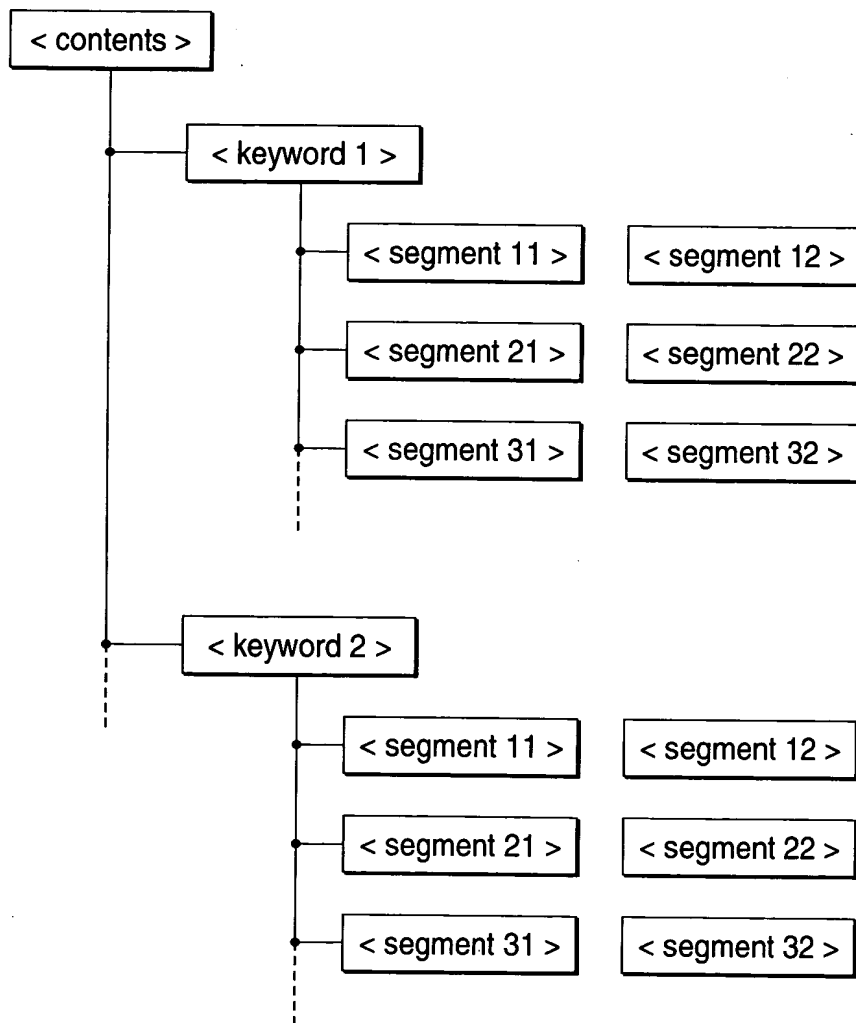 < contents >
< keyword 1 >
< segment 11 > < segment 12 >
< segment 21 > < segment 22 >
< segment 31 > < segment 32 >
< keyword 2 >
< segment 11 > < segment 12 >
< segment 21 > < segment 22 >
< segment 31 > < segment 32 >